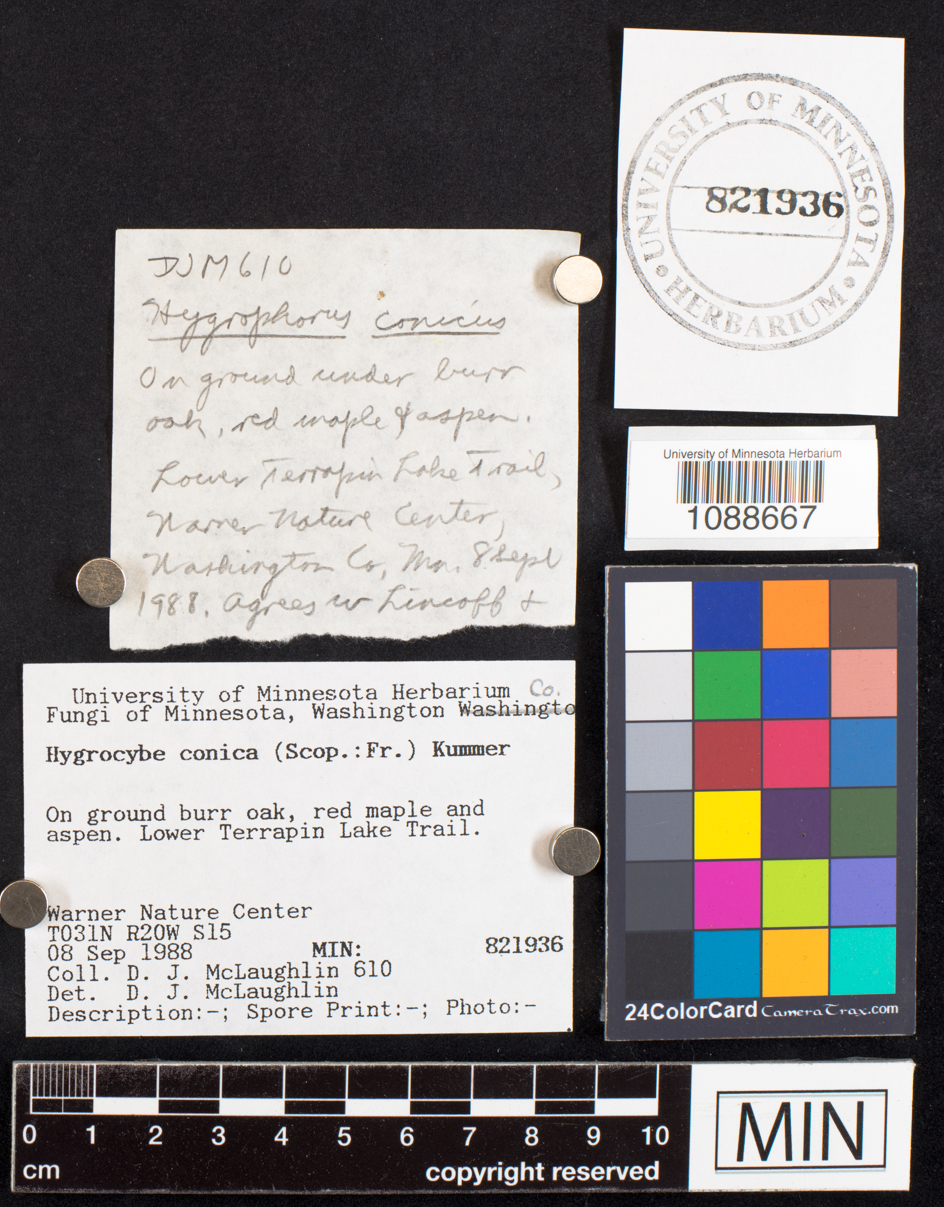 UNIVERSITY OF MINNESOTA
• HERBARIUM •
821936
DJM610
Hygrophorus conicus
On ground under burr
oak, red maple & aspen.
Lower Terrapin Lake Trail,
Warner Nature Center,
Washington Co, Mn. 8 Sept
1988. Agrees w Lincoff &
University of Minnesota Herbarium
1088667
University of Minnesota Herbarium Co.
Fungi of Minnesota, Washington Washingto
Hygrocybe conica (Scop.:Fr.) Kummer
On ground burr oak, red maple and
aspen. Lower Terrapin Lake Trail.
Warner Nature Center
T031N R20W S15
08 Sep 1988 MIN: 821936
Coll. D. J. McLaughlin 610
Det. D. J. McLaughlin
Description:-; Spore Print:-; Photo:-
24ColorCard CameraTrax.com
0 1 2 3 4 5 6 7 8 9 10
cm copyright reserved
MIN